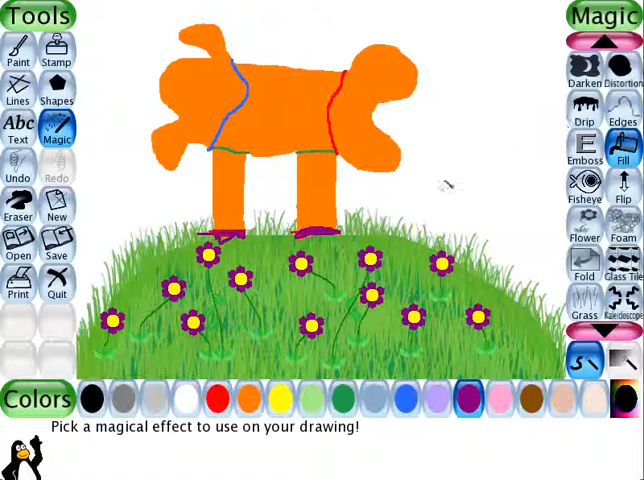 Tools
Magic
Paint
Stamp
Lines
Shapes
Abc
Text
Magic
Undo
Redo
Eraser
New
Open
Save
Print
Quit
Darken
Distortion
Drip
Edges
Emboss
Fill
Fisheye
Flip
Flower
Foam
Fold
Glass Tile
Grass
Kaleidoscope
Colors
Pick a magical effect to use on your drawing!